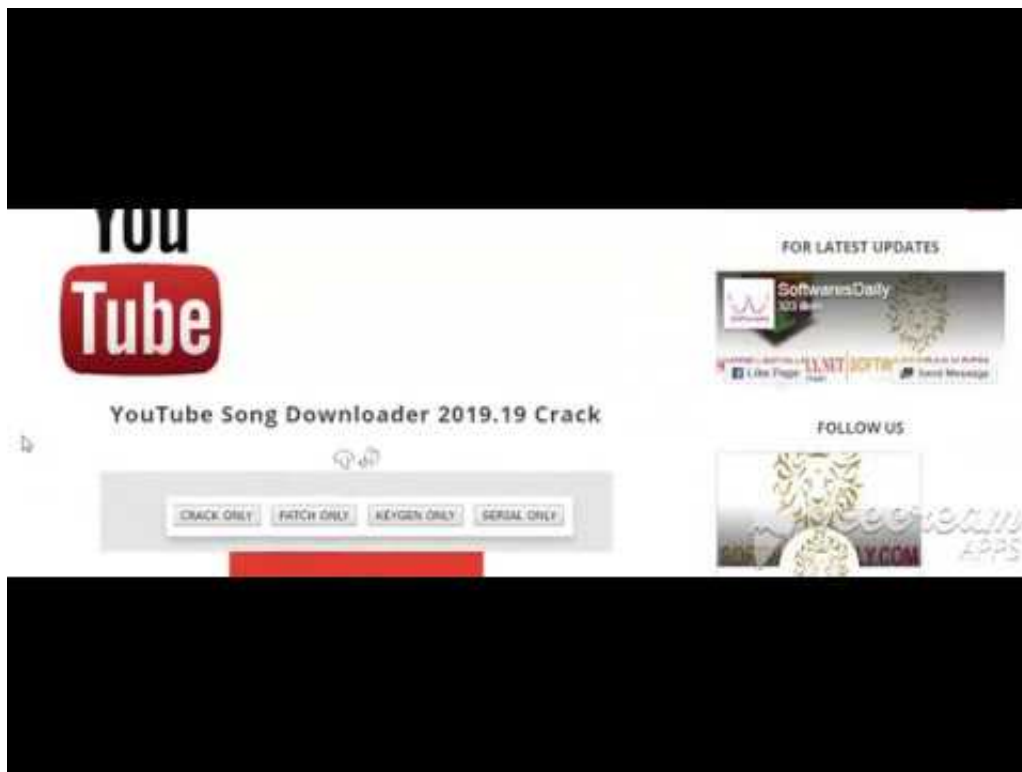 You
Tube
FOR LATEST UPDATES
SoftwaresDaily
Like Page
Send Message
YouTube Song Downloader 2019.19 Crack
FOLLOW US
CRACK ONLY
PATCH ONLY
KEYGEN ONLY
SERIAL ONLY
APPS